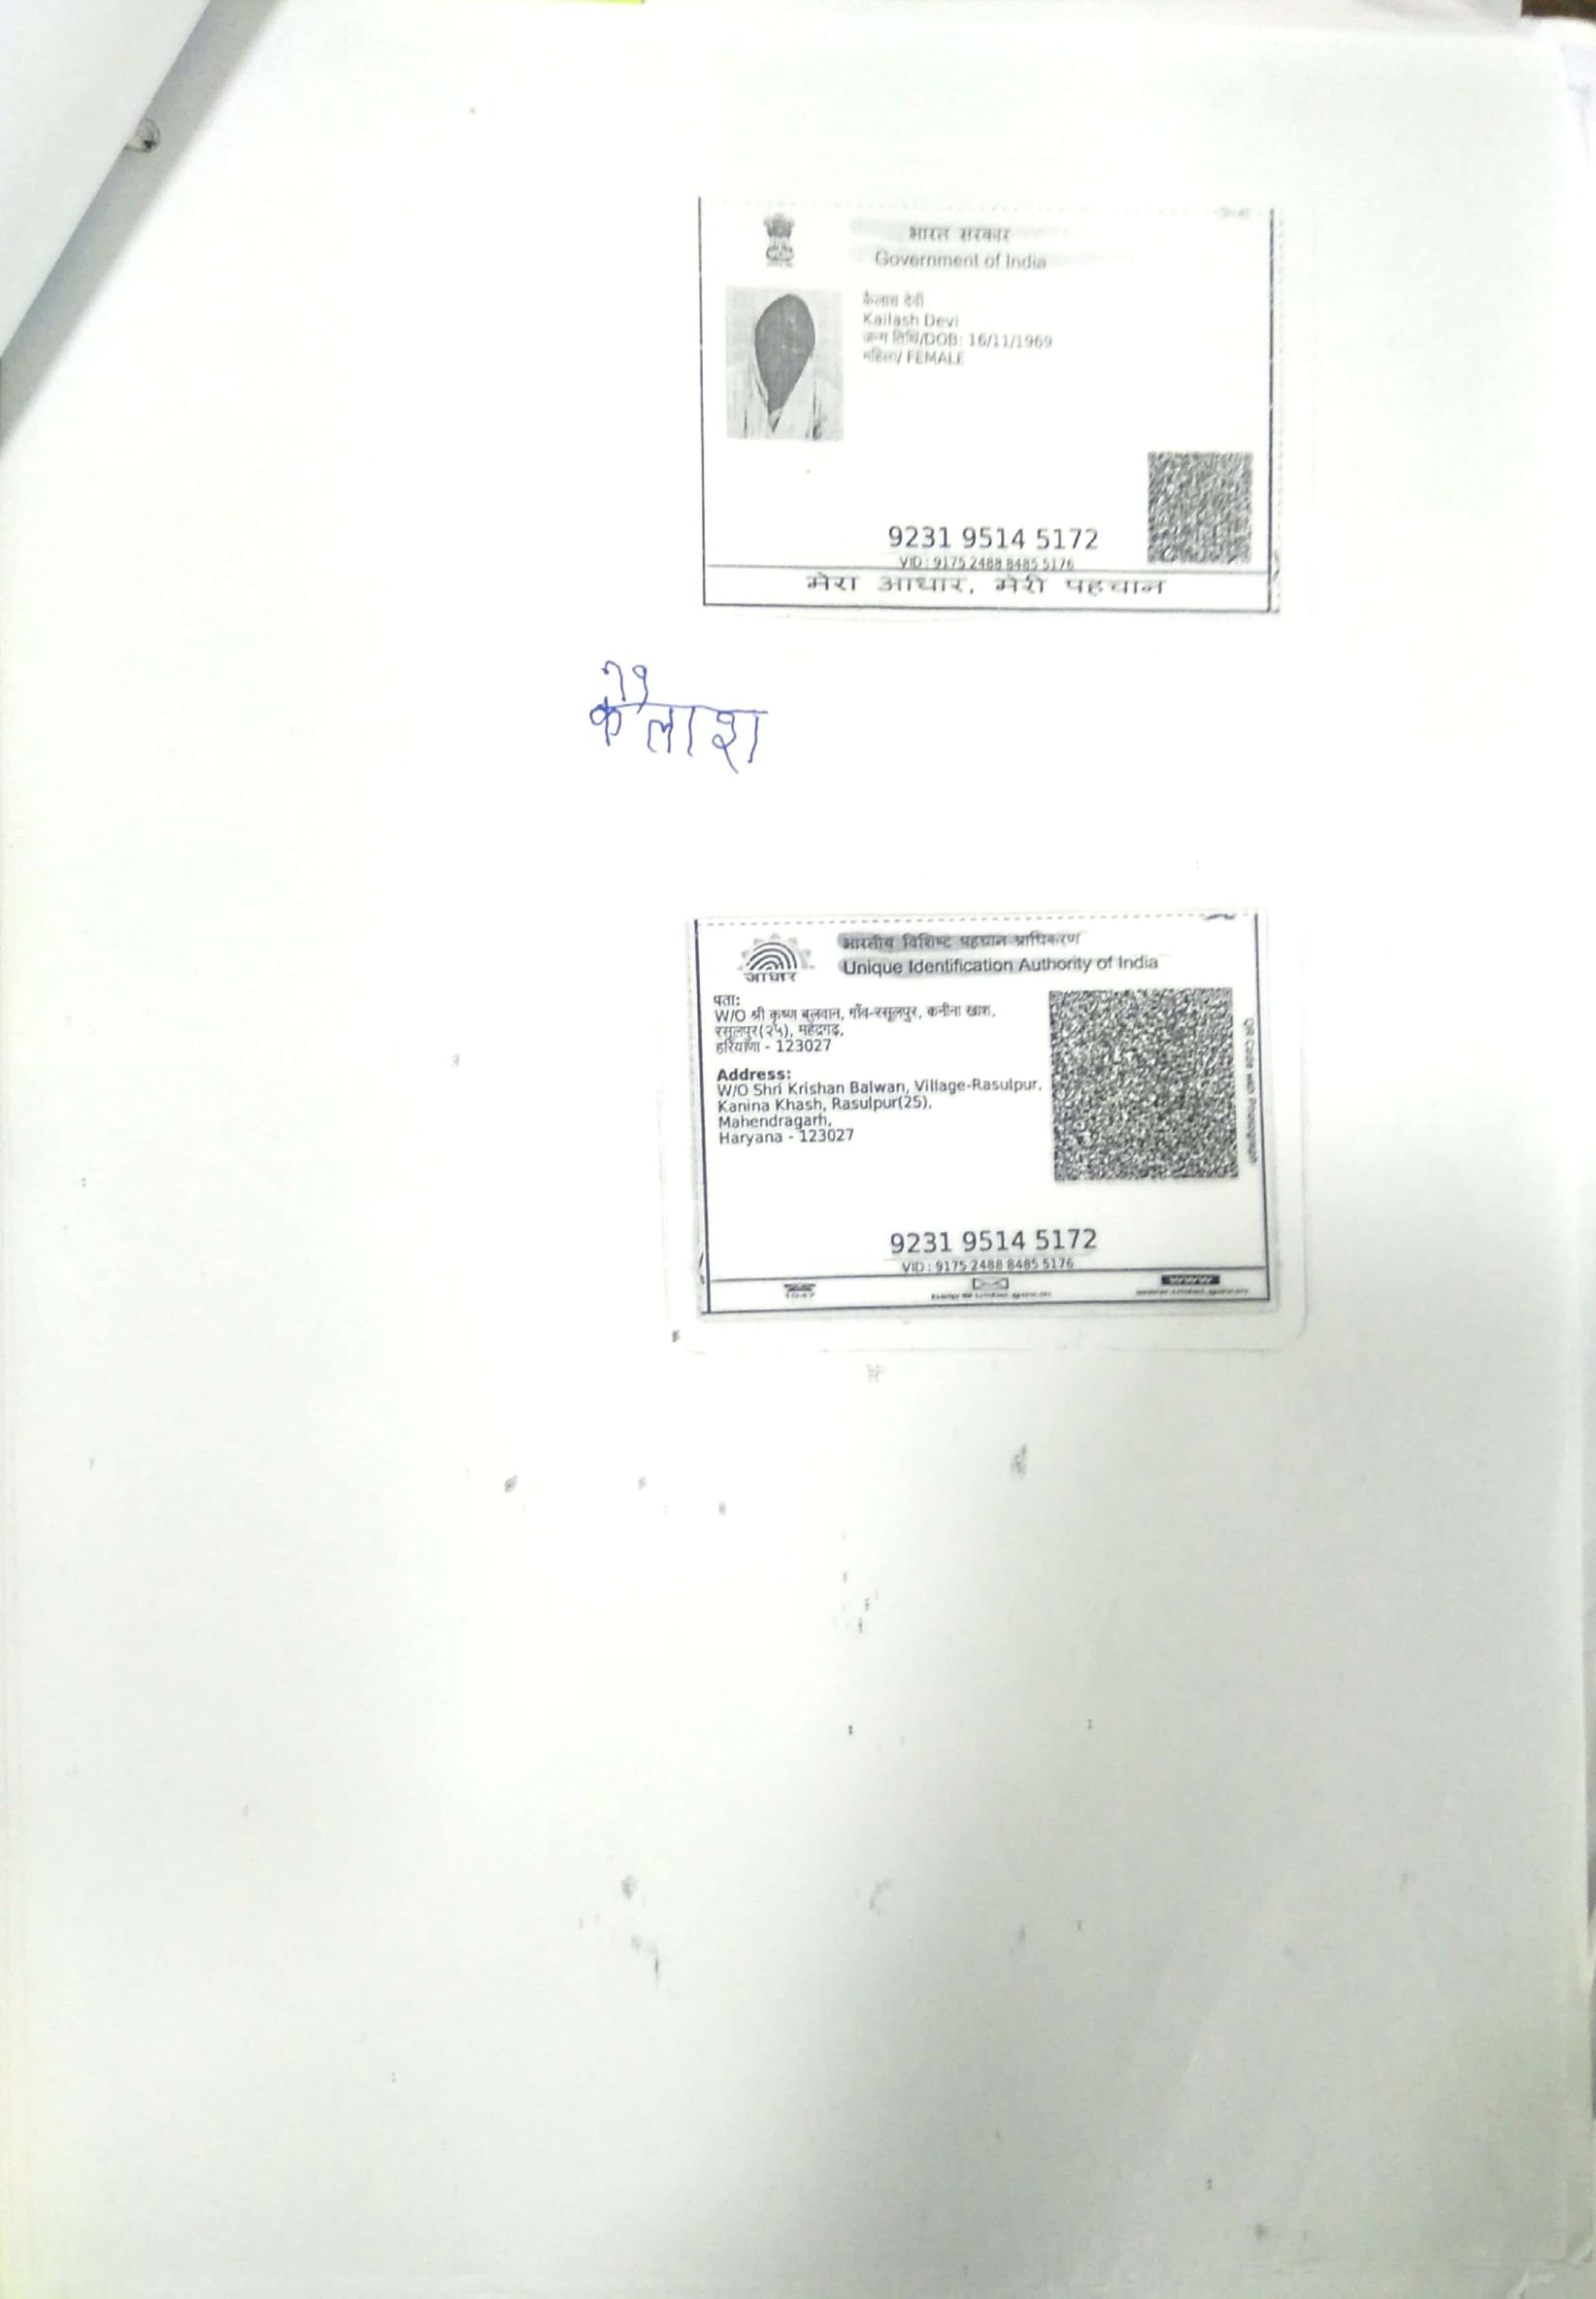 भारत सरकार
Government of India
कैलाश देवी
Kailash Devi
जन्म तिथि/DOB: 16/11/1969
महिला/ FEMALE
9231 9514 5172
VID : 9175 2488 8485 5176
मेरा आधार, मेरी पहचान
कैलाश
भारतीय विशिष्ट पहचान प्राधिकरण
Unique Identification Authority of India
आधार
पता:
W/O श्री कृष्ण बलवान, गाँव-रसूलपुर, कनीना खाश,
रसूलपुर(२५), महेंद्रगढ़,
हरियाणा - 123027
Address:
W/O Shri Krishan Balwan, Village-Rasulpur,
Kanina Khash, Rasulpur(25),
Mahendragarh,
Haryana - 123027
QR Code with Photograph
9231 9514 5172
VID : 9175 2488 8485 5176
1947
help@uidai.gov.in
www
www.uidai.gov.in